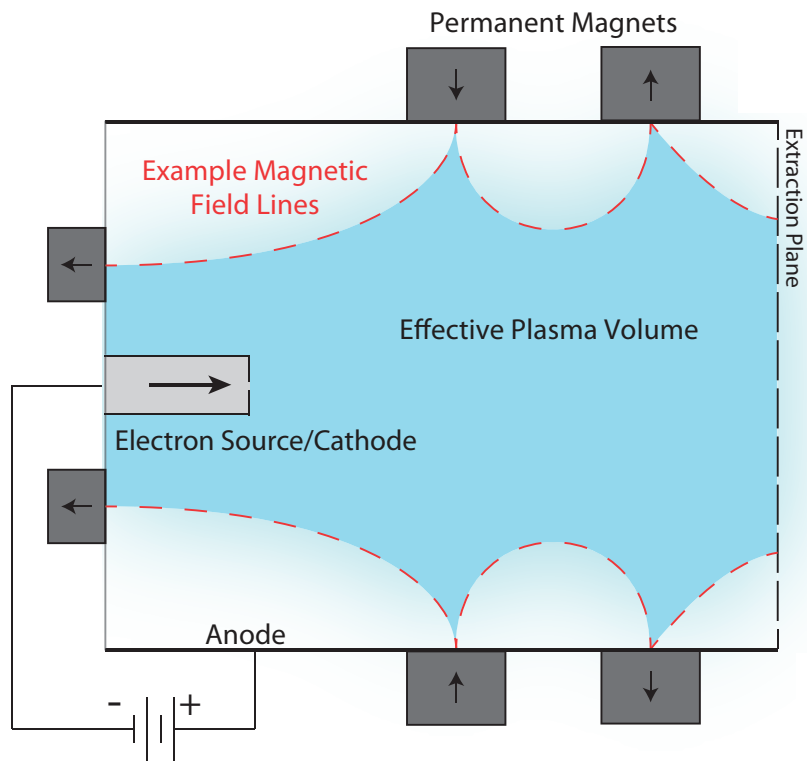 Permanent Magnets
Example Magnetic
Field Lines
Extraction Plane
Effective Plasma Volume
Electron Source/Cathode
Anode
- +